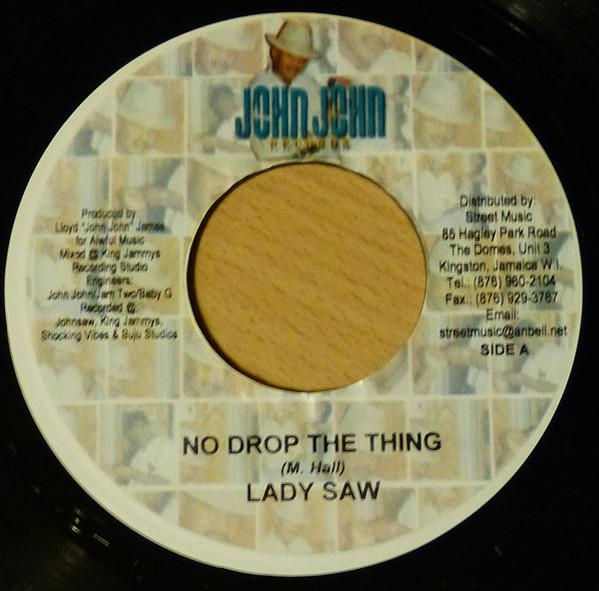 JOHN JOHN
RECORDS
Produced by
Lloyd "John John" James
for Awful Music
Mixed @ King Jammys
Recording Studio
Engineers:
John John/Jam Two/Baby G
Recorded @:
Johnsaw, King Jammys,
Shocking Vibes & Buju Studios
Distributed by:
Street Music
85 Hagley Park Road
The Domes, Unit 3
Kingston, Jamaica W.I.
Tel.: (876) 960-2104
Fax.: (876) 929-3767
Email:
streetmusic@anbell.net
SIDE A
NO DROP THE THING
(M. Hall)
LADY SAW